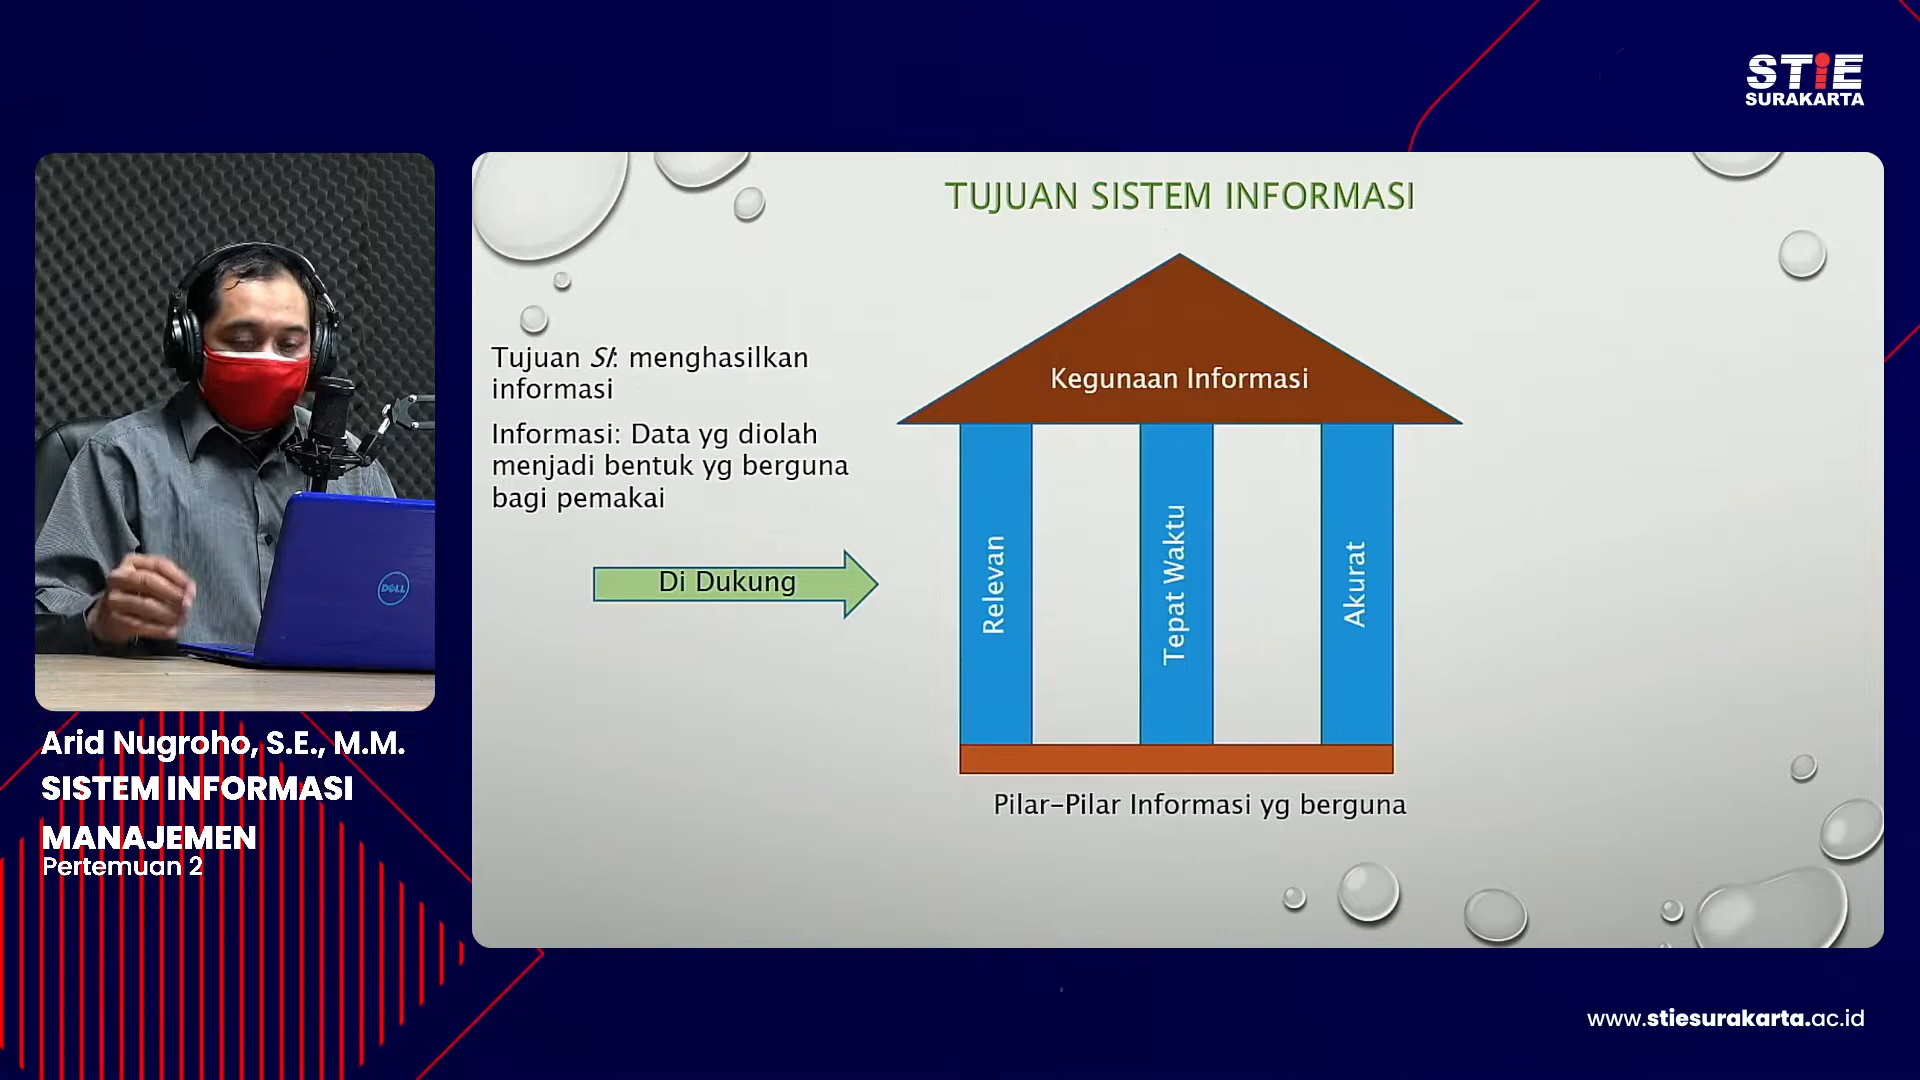 STiE
SURAKARTA
TUJUAN SISTEM INFORMASI
Tujuan SI: menghasilkan
informasi
Informasi: Data yg diolah
menjadi bentuk yg berguna
bagi pemakai
Di Dukung
Kegunaan Informasi
Relevan
Tepat Waktu
Akurat
Pilar-Pilar Informasi yg berguna
DELL
Arid Nugroho, S.E., M.M.
SISTEM INFORMASI
MANAJEMEN
Pertemuan 2
www.stiesurakarta.ac.id